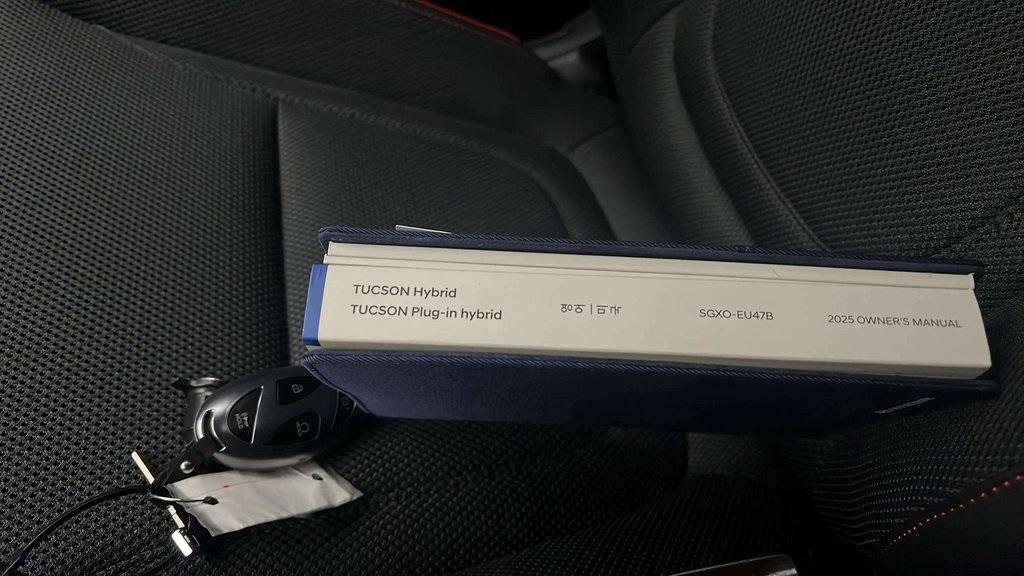 TUCSON Hybrid
TUCSON Plug-in hybrid
SGXO-EU47B
2025 OWNER'S MANUAL